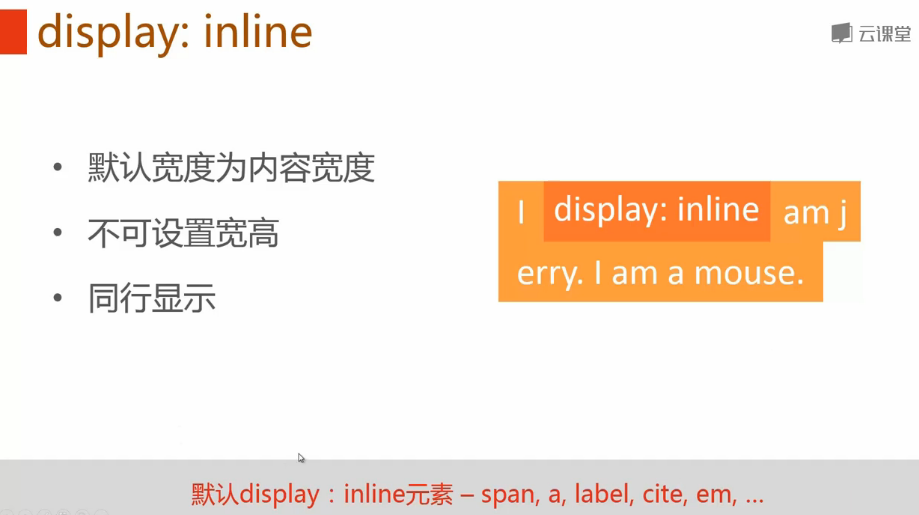 display: inline
云课堂
• 默认宽度为内容宽度
• 不可设置宽高
• 同行显示
I display: inline am j
erry. I am a mouse.
默认display：inline元素 – span, a, label, cite, em, ...